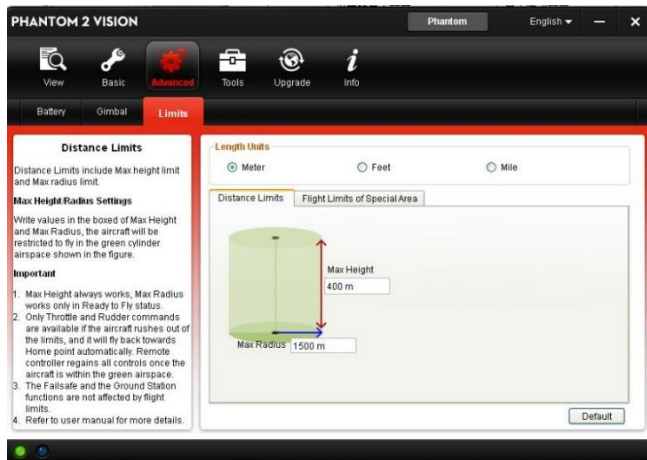 PHANTOM 2 VISION
Phantom
English
View
Basic
Advanced
Tools
Upgrade
Info
Battery
Gimbal
Limits
Distance Limits
Distance Limits include Max height limit
and Max radius limit.
Max Height/Radius Settings
Write values in the boxed of Max Height
and Max Radius, the aircraft will be
restricted to fly in the green cylinder
airspace shown in the figure.
Important
1. Max Height always works, Max Radius
works only in Ready to Fly status.
2. Only Throttle and Rudder commands
are available if the aircraft rushes out of
the limits, and it will fly back towards
Home point automatically. Remote
controller regains all controls once the
aircraft is within the green airspace.
3. The Failsafe and the Ground Station
functions are not affected by flight
limits.
4. Refer to user manual for more details.
Length Units
Meter
Feet
Mile
Distance Limits
Flight Limits of Special Area
Max Height
400 m
Max Radius
1500 m
Default